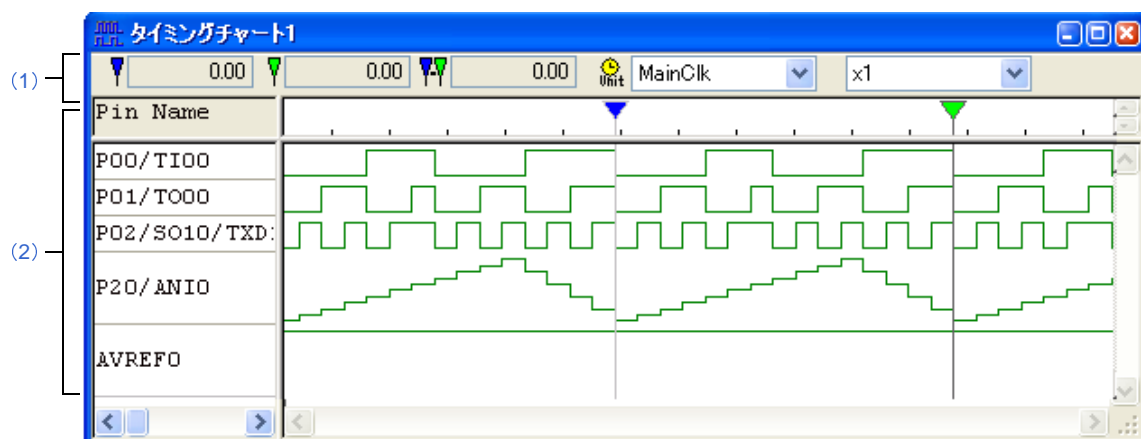 タイミングチャート1
(1)
0.00 0.00 0.00 Unit MainClk x1
Pin Name
P00/TI00
P01/TO00
P02/SO10/TXD1
(2)
P20/ANI0
AVREF0